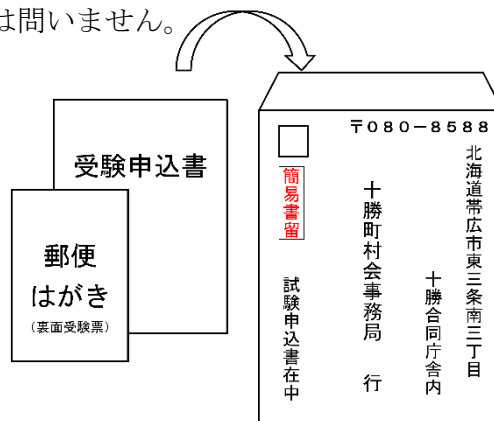 は問いません。
受験申込書
郵便
はがき
(裏面受験票)
〒080-8588
北海道帯広市東三条南三丁目
十勝合同庁舎内
十勝町村会事務局　行
簡易書留
試験申込書在中